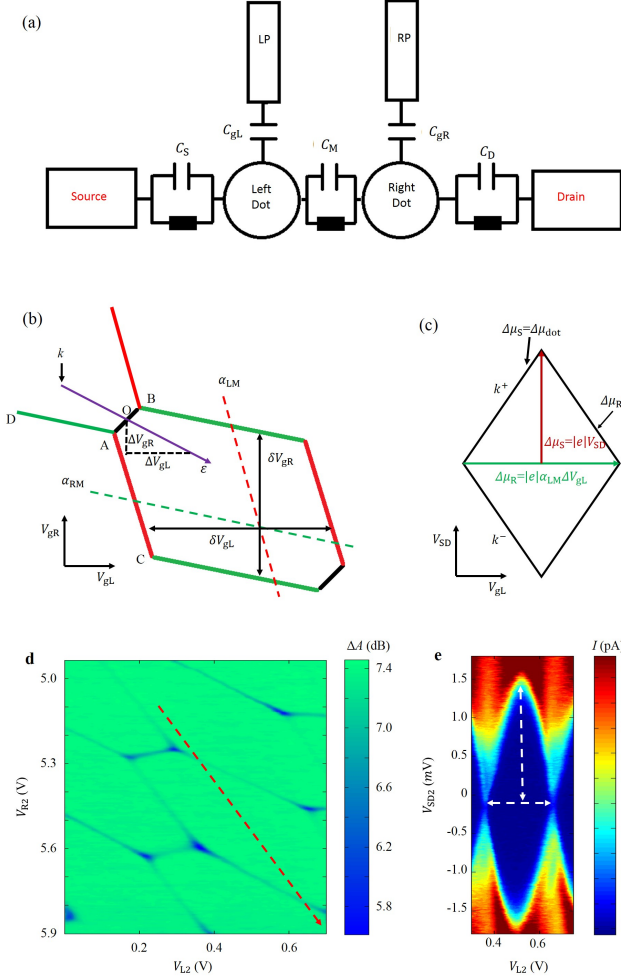 (a)
LP
RP
C_gL
C_gR
C_S
C_M
C_D
Source
Left
Dot
Right
Dot
Drain
(b)
k
D
A
O
B
ΔV_gR
ΔV_gL
ε
α_LM
α_RM
δV_gR
δV_gL
C
V_gR
V_gL
(c)
Δμ_S=Δμ_dot
k⁺
Δμ_R
Δμ_S=|e|V_SD
Δμ_R=|e|α_LMΔV_gL
k⁻
V_SD
V_gL
d
ΔA (dB)
5.0
5.3
5.6
5.9
V_R2 (V)
0.2
0.4
0.6
V_L2 (V)
7.4
7.0
6.2
5.8
e
I (pA)
1.5
1.0
0.5
0
-0.5
-1.0
-1.5
V_SD2 (mV)
0.4
0.6
V_L2 (V)